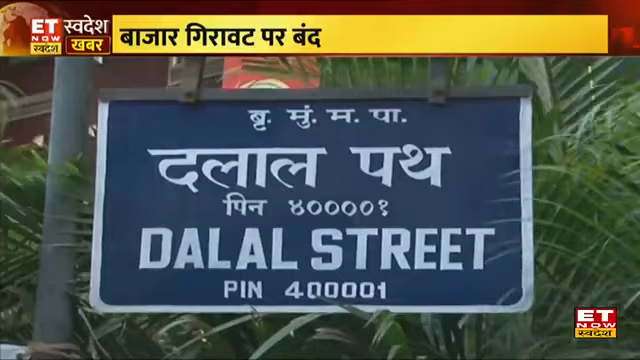 ET NOW स्वदेश
स्वदेश खबर
बाजार गिरावट पर बंद
बृ. मुं. म. पा.
दलाल पथ
पिन ४००००१
DALAL STREET
PIN 400001
ET
NOW
स्वदेश